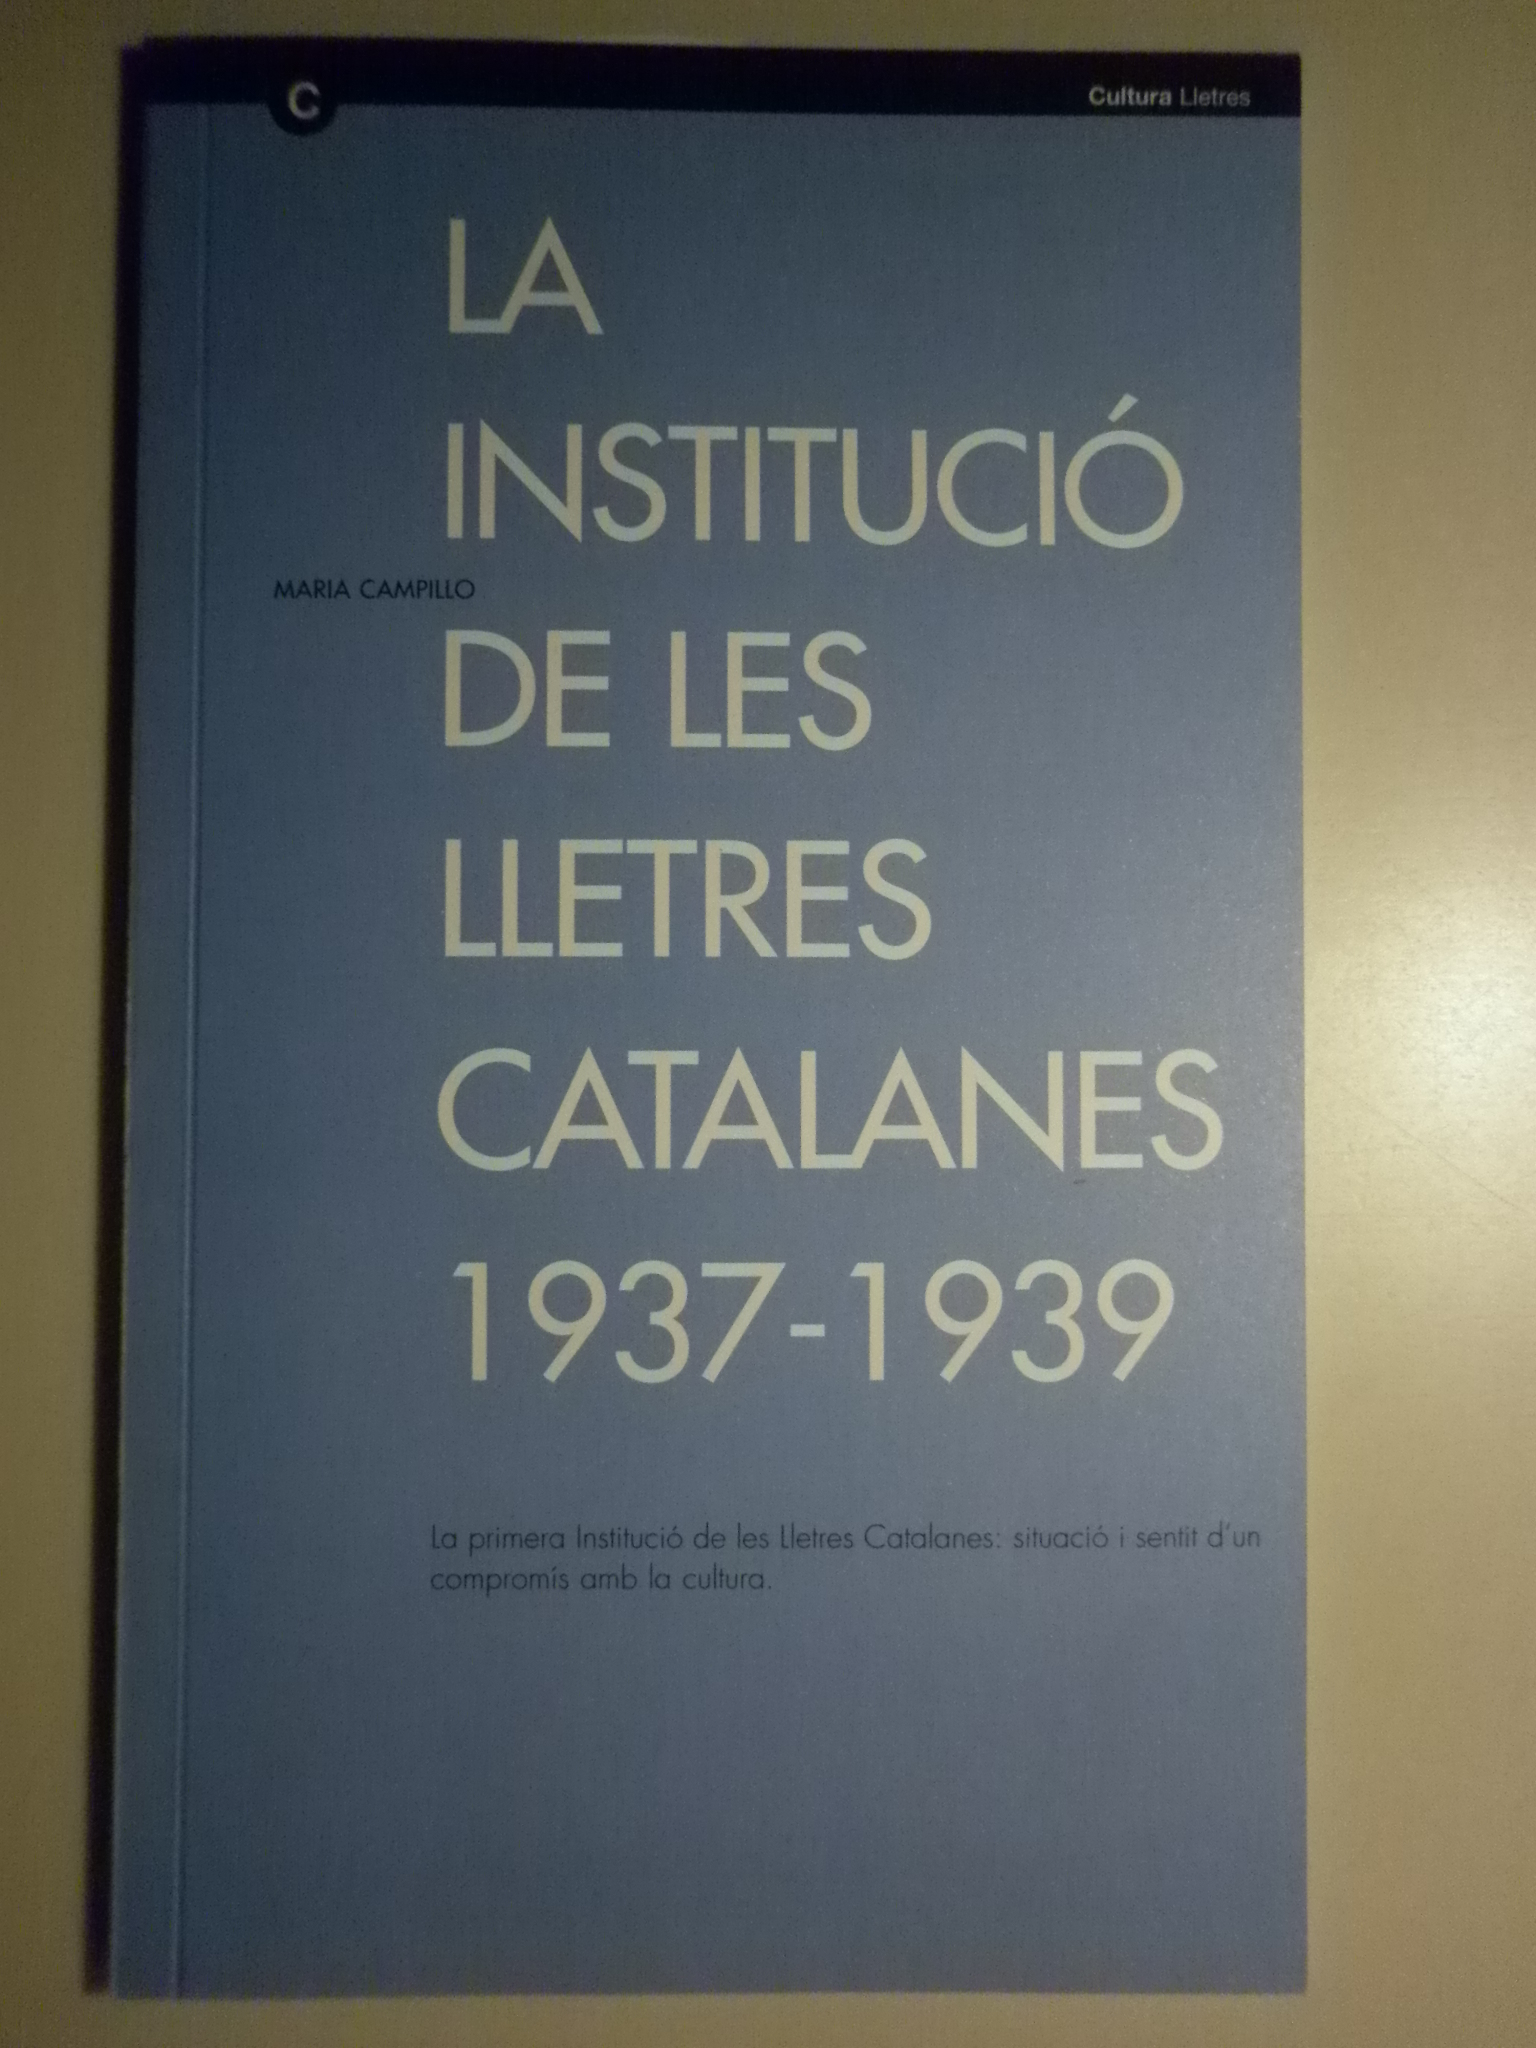 C
Cultura Lletres
LA
INSTITUCIÓ
MARIA CAMPILLO
DE LES
LLETRES
CATALANES
1937-1939
La primera Institució de les Lletres Catalanes: situació i sentit d'un
compromís amb la cultura.